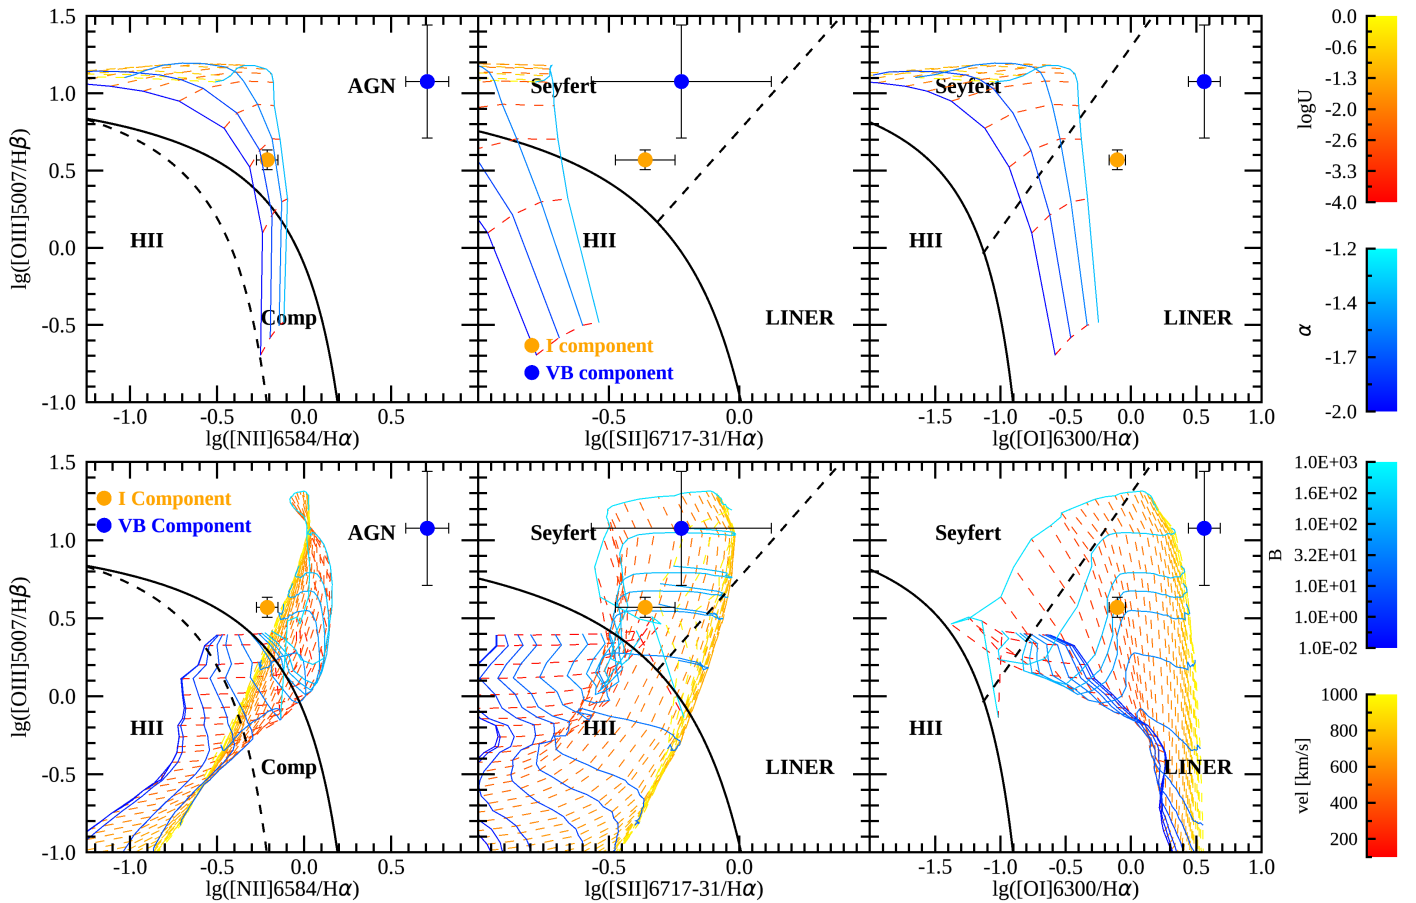 1.5
1.0
0.5
0.0
-0.5
-1.0
lg([OIII]5007/Hβ)
AGN
HII
Comp
-1.0 -0.5 0.0 0.5
lg([NII]6584/Hα)
Seyfert
HII
LINER
I component
VB component
-0.5 0.0
lg([SII]6717-31/Hα)
Seyfert
HII
LINER
-1.5 -1.0 -0.5 0.0 0.5 1.0
lg([OI]6300/Hα)
0.0
-0.6
-1.3
-2.0
-2.6
-3.3
-4.0
logU
-1.2
-1.4
-1.7
-2.0
α
1.5
1.0
0.5
0.0
-0.5
-1.0
lg([OIII]5007/Hβ)
I Component
VB Component
AGN
HII
Comp
-1.0 -0.5 0.0 0.5
lg([NII]6584/Hα)
Seyfert
HII
LINER
-0.5 0.0
lg([SII]6717-31/Hα)
Seyfert
HII
LINER
-1.5 -1.0 -0.5 0.0 0.5 1.0
lg([OI]6300/Hα)
1.0E+03
1.6E+02
1.0E+02
3.2E+01
1.0E+01
1.0E+00
1.0E-02
B
1000
800
600
400
200
vel [km/s]